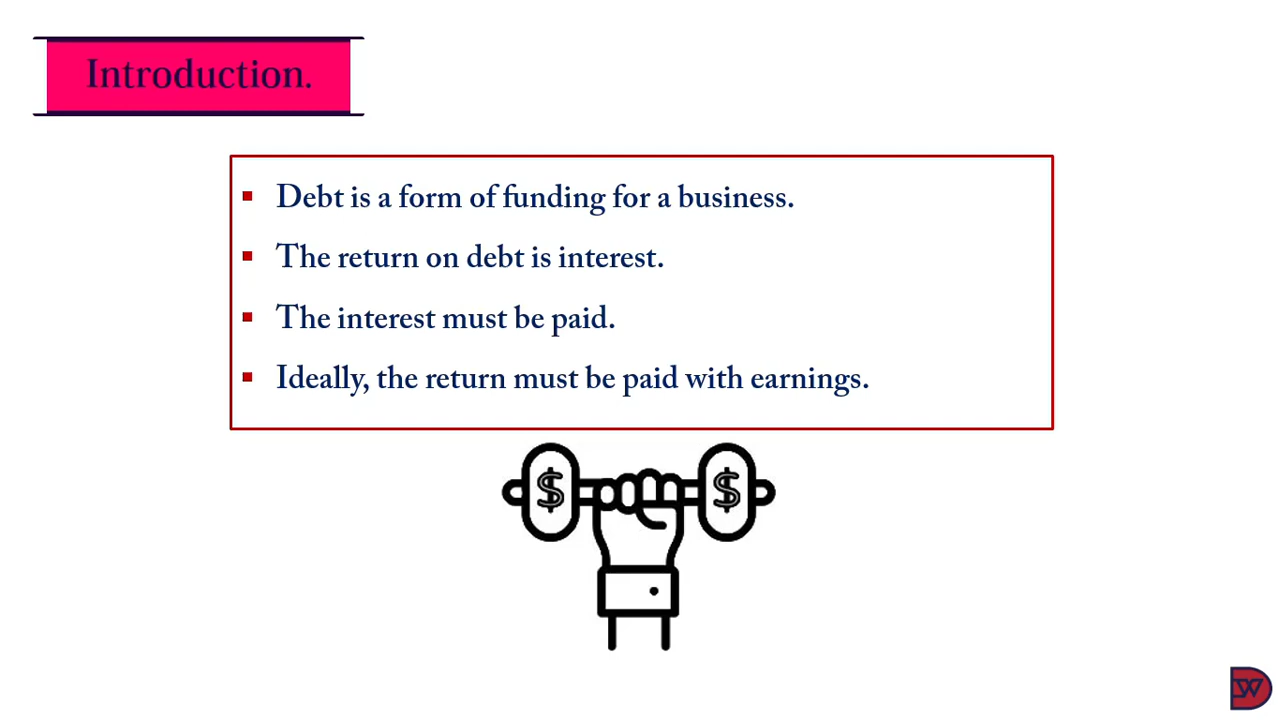 Introduction.
▪ Debt is a form of funding for a business.
▪ The return on debt is interest.
▪ The interest must be paid.
▪ Ideally, the return must be paid with earnings.
$ $
DW